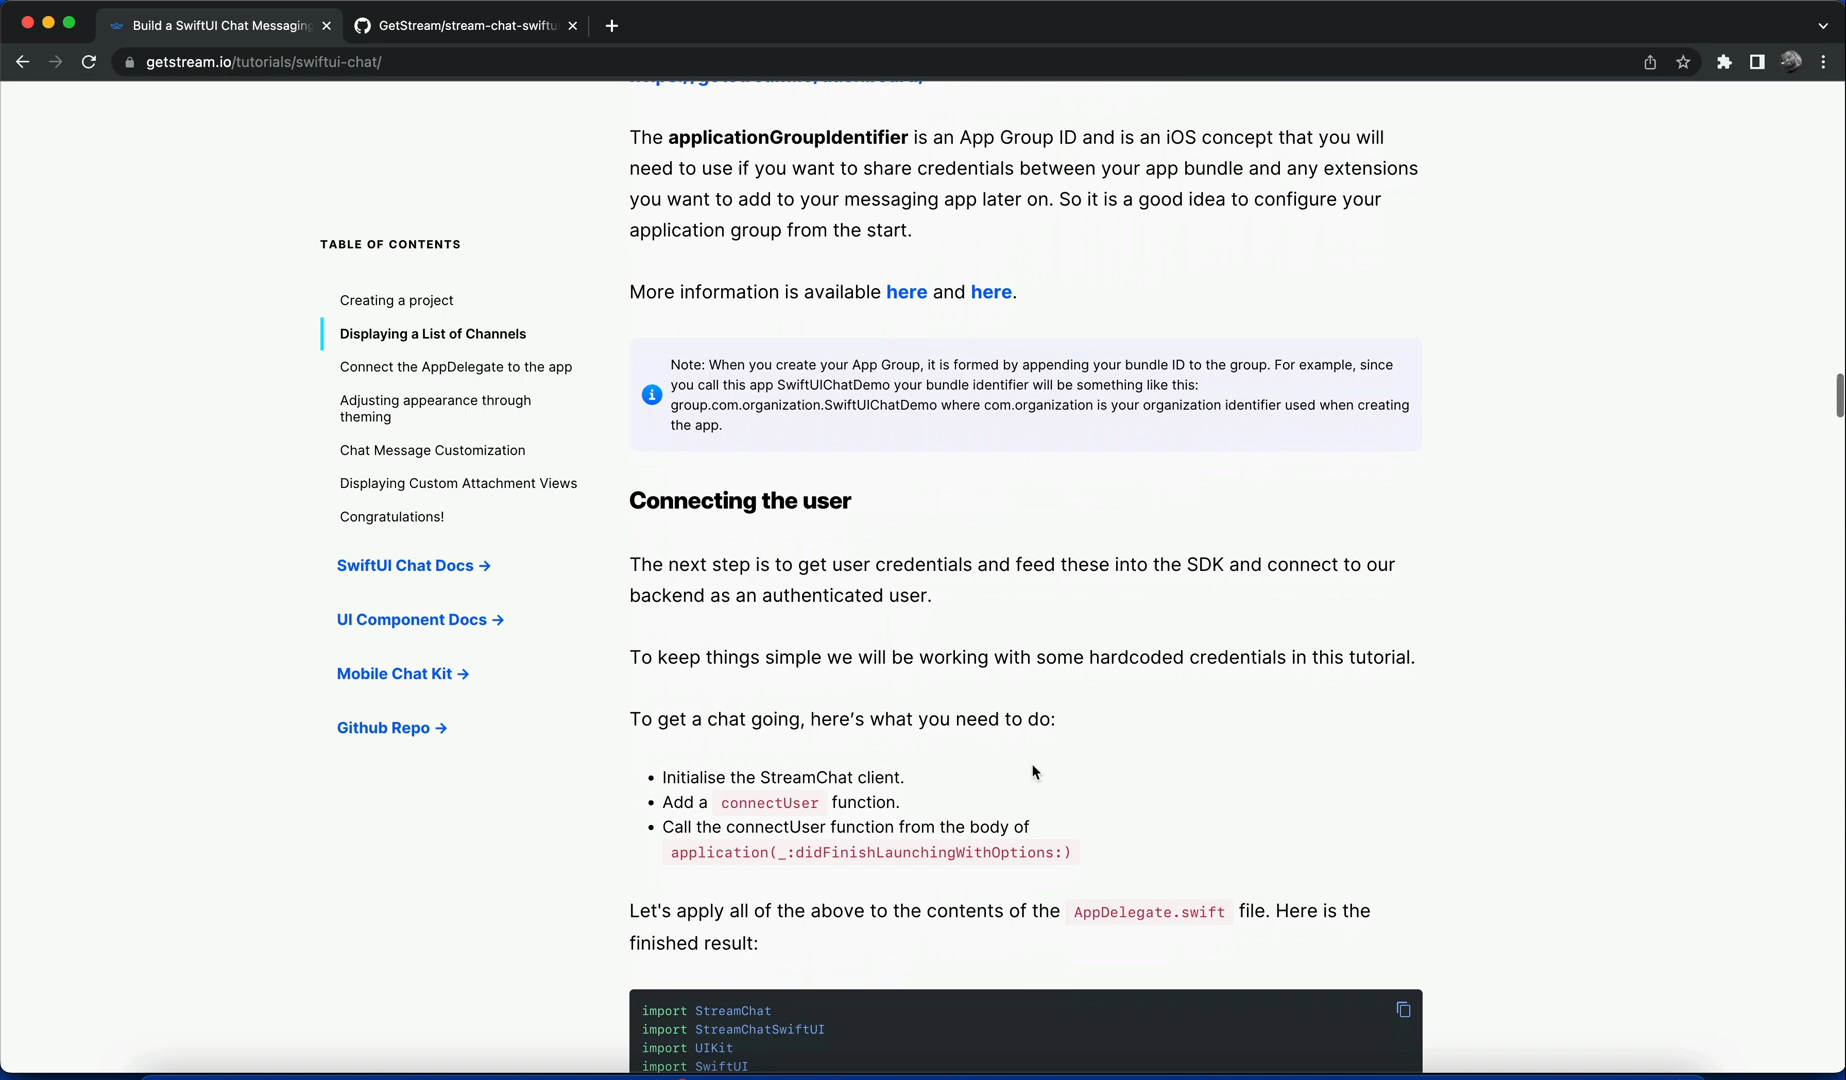 Build a SwiftUI Chat Messaging
GetStream/stream-chat-swiftu
getstream.io/tutorials/swiftui-chat/
The applicationGroupIdentifier is an App Group ID and is an iOS concept that you will
need to use if you want to share credentials between your app bundle and any extensions
you want to add to your messaging app later on. So it is a good idea to configure your
application group from the start.
More information is available here and here.
Note: When you create your App Group, it is formed by appending your bundle ID to the group. For example, since
you call this app SwiftUIChatDemo your bundle identifier will be something like this:
group.com.organization.SwiftUIChatDemo where com.organization is your organization identifier used when creating
the app.
TABLE OF CONTENTS
Creating a project
Displaying a List of Channels
Connect the AppDelegate to the app
Adjusting appearance through
theming
Chat Message Customization
Displaying Custom Attachment Views
Congratulations!
SwiftUI Chat Docs →
UI Component Docs →
Mobile Chat Kit →
Github Repo →
Connecting the user
The next step is to get user credentials and feed these into the SDK and connect to our
backend as an authenticated user.
To keep things simple we will be working with some hardcoded credentials in this tutorial.
To get a chat going, here's what you need to do:
• Initialise the StreamChat client.
• Add a connectUser function.
• Call the connectUser function from the body of
application(_:didFinishLaunchingWithOptions:)
Let's apply all of the above to the contents of the AppDelegate.swift file. Here is the
finished result:
import StreamChat
import StreamChatSwiftUI
import UIKit
import SwiftUI